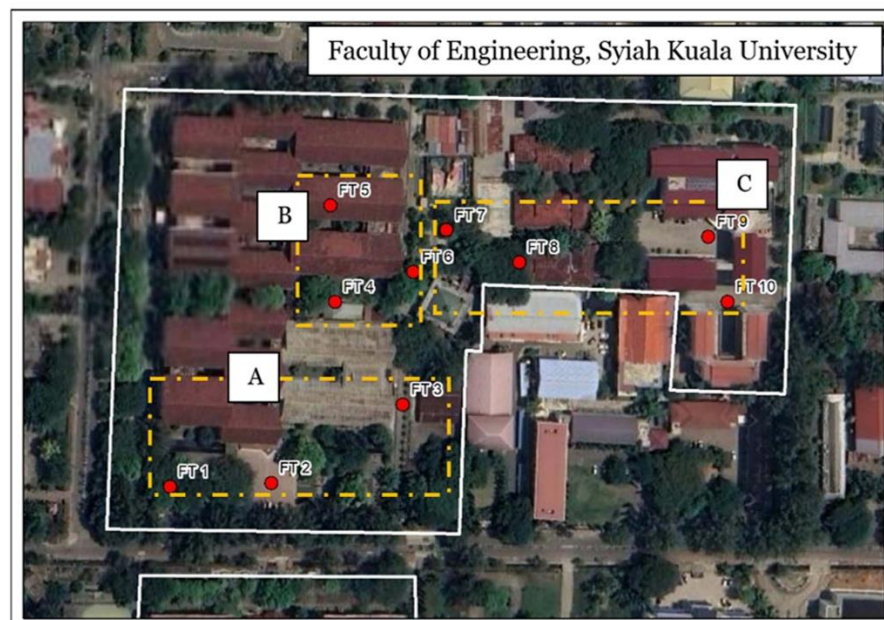 Faculty of Engineering, Syiah Kuala University
C
B
FT 5
FT 7
FT 9
FT 8
FT 6
FT 4
FT 10
A
FT 3
FT 1
FT 2